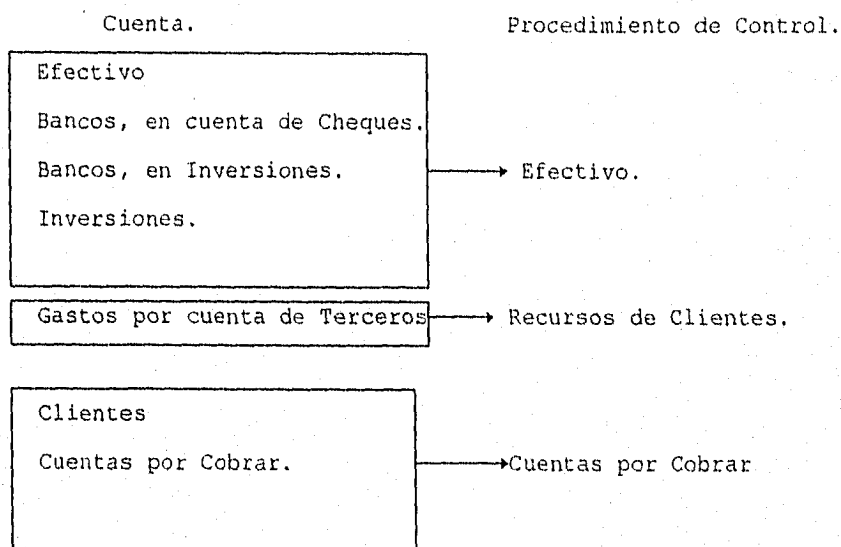 Cuenta. Procedimiento de Control.
Efectivo
Bancos, en cuenta de Cheques.
Bancos, en Inversiones. Efectivo.
Inversiones.
Gastos por cuenta de Terceros Recursos de Clientes.
Clientes
Cuentas por Cobrar. Cuentas por Cobrar